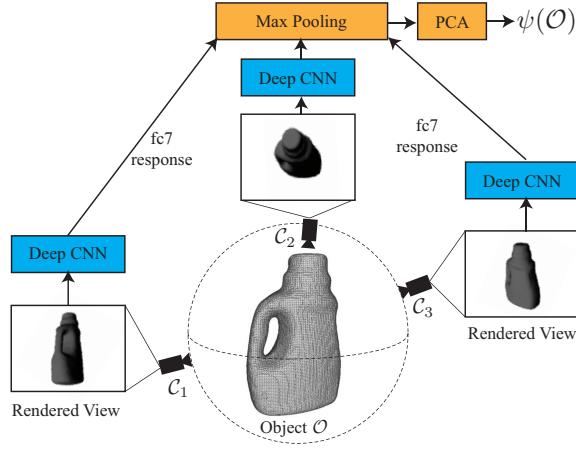 Max Pooling
PCA
ψ(𝒪)
Deep CNN
fc7
response
fc7
response
Deep CNN
Deep CNN
𝒞₂
𝒞₃
Rendered View
𝒞₁
Rendered View
Object 𝒪